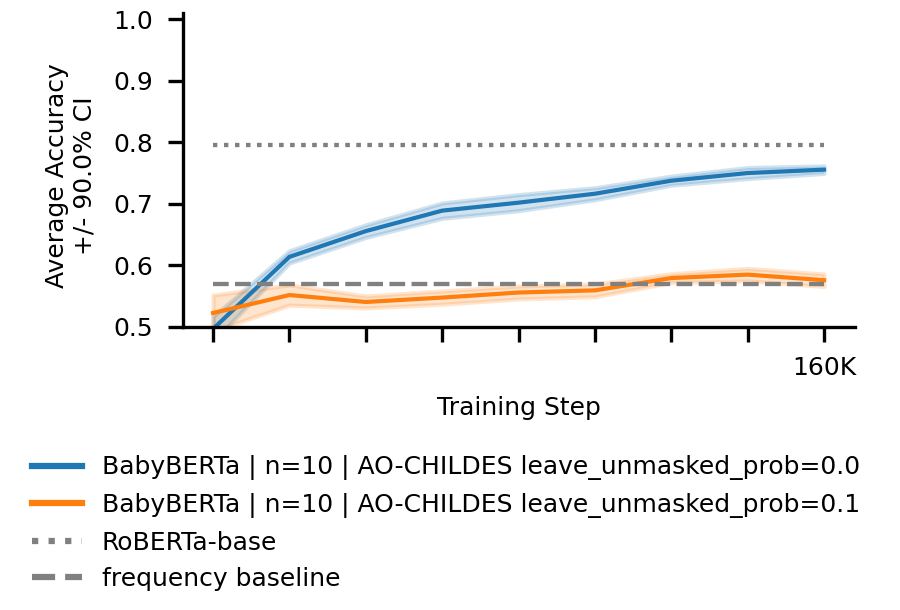 1.0
0.9
0.8
0.7
0.6
0.5
Average Accuracy
+/- 90.0% CI
160K
Training Step
BabyBERTa | n=10 | AO-CHILDES leave_unmasked_prob=0.0
BabyBERTa | n=10 | AO-CHILDES leave_unmasked_prob=0.1
RoBERTa-base
frequency baseline